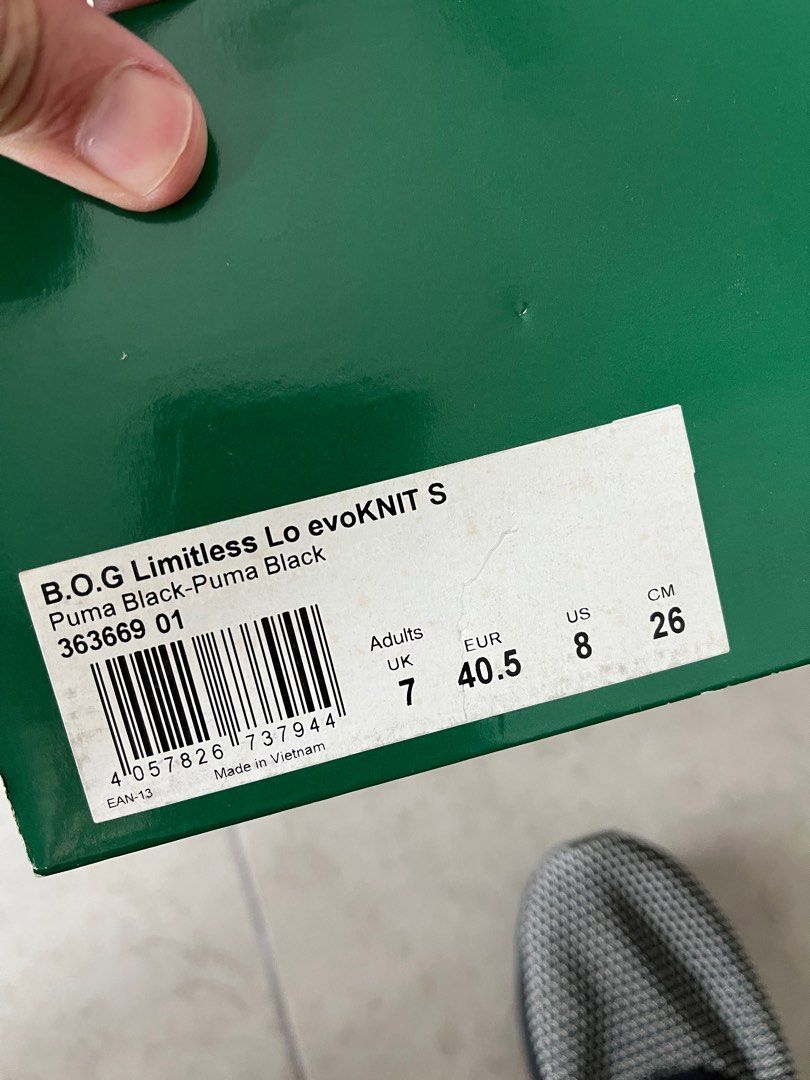 B.O.G Limitless Lo evoKNIT S
Puma Black-Puma Black
363669 01
Adults
UK EUR US CM
7 40.5 8 26
4 057826 737944
EAN-13 Made in Vietnam